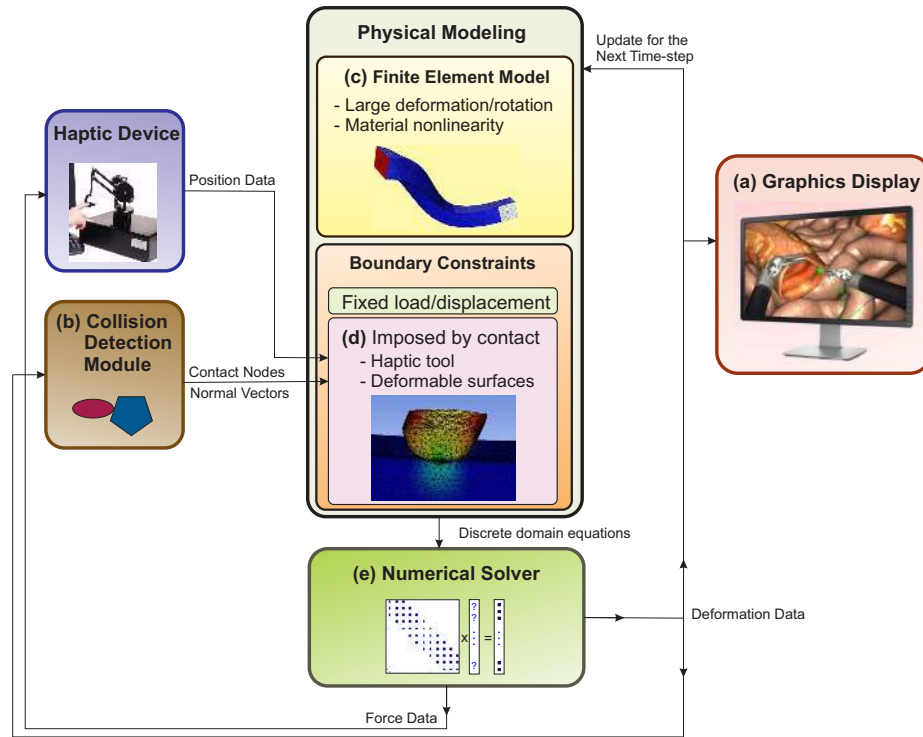 Physical Modeling
(c) Finite Element Model
- Large deformation/rotation
- Material nonlinearity
Update for the
Next Time-step
Haptic Device
Position Data
(a) Graphics Display
Boundary Constraints
Fixed load/displacement
(d) Imposed by contact
- Haptic tool
- Deformable surfaces
(b) Collision
Detection
Module
Contact Nodes
Normal Vectors
Discrete domain equations
(e) Numerical Solver
?
?
x =
?
Deformation Data
Force Data